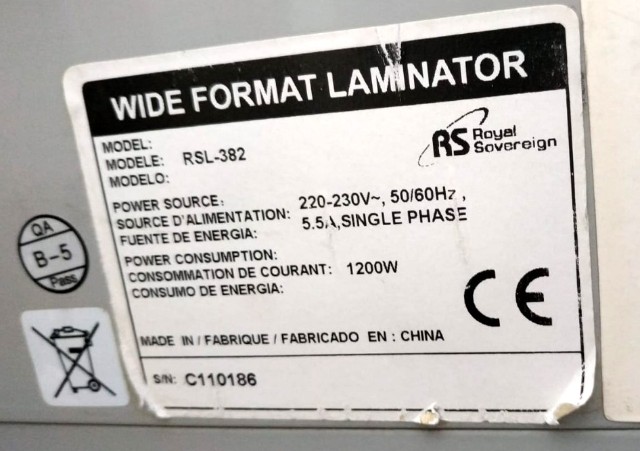 WIDE FORMAT LAMINATOR
MODEL:
MODELE: RSL-382
MODELO:
RS Royal Sovereign
POWER SOURCE: 220-230V~, 50/60Hz,
SOURCE D'ALIMENTATION: 5.5A,SINGLE PHASE
FUENTE DE ENERGIA:
POWER CONSUMPTION:
CONSOMMATION DE COURANT: 1200W
CONSUMO DE ENERGIA:
CE
MADE IN / FABRIQUE / FABRICADO EN : CHINA
S/N: C110186
QA
B-5
Pass